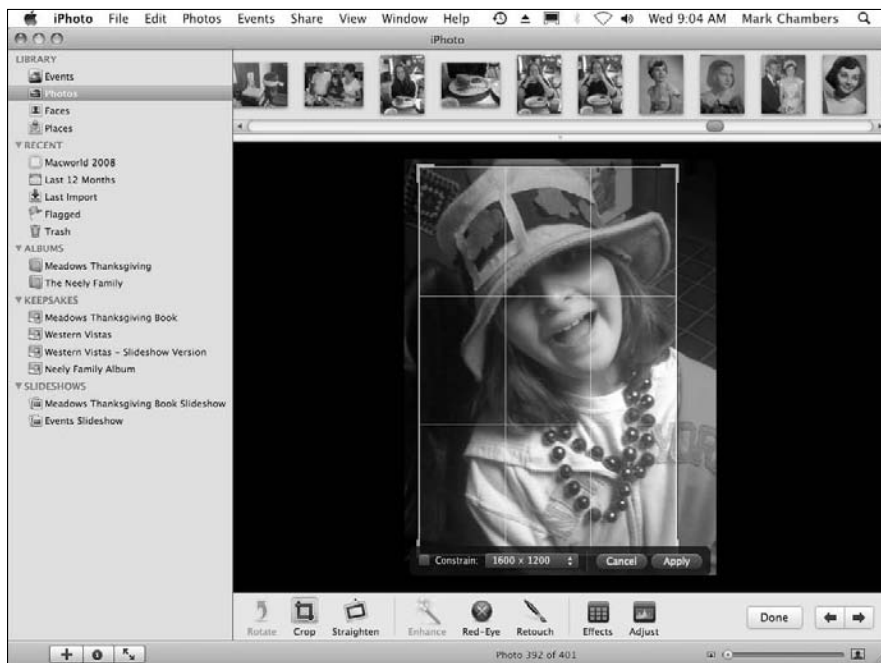 iPhoto File Edit Photos Events Share View Window Help Wed 9:04 AM Mark Chambers
iPhoto
LIBRARY
Events
Photos
Faces
Places
RECENT
Macworld 2008
Last 12 Months
Last Import
Flagged
Trash
ALBUMS
Meadows Thanksgiving
The Neely Family
KEEPSAKES
Meadows Thanksgiving Book
Western Vistas
Western Vistas – Slideshow Version
Neely Family Album
SLIDESHOWS
Meadows Thanksgiving Book Slideshow
Events Slideshow
Constrain: 1600 x 1200 Cancel Apply
Rotate Crop Straighten Enhance Red-Eye Retouch Effects Adjust Done
Photo 392 of 401